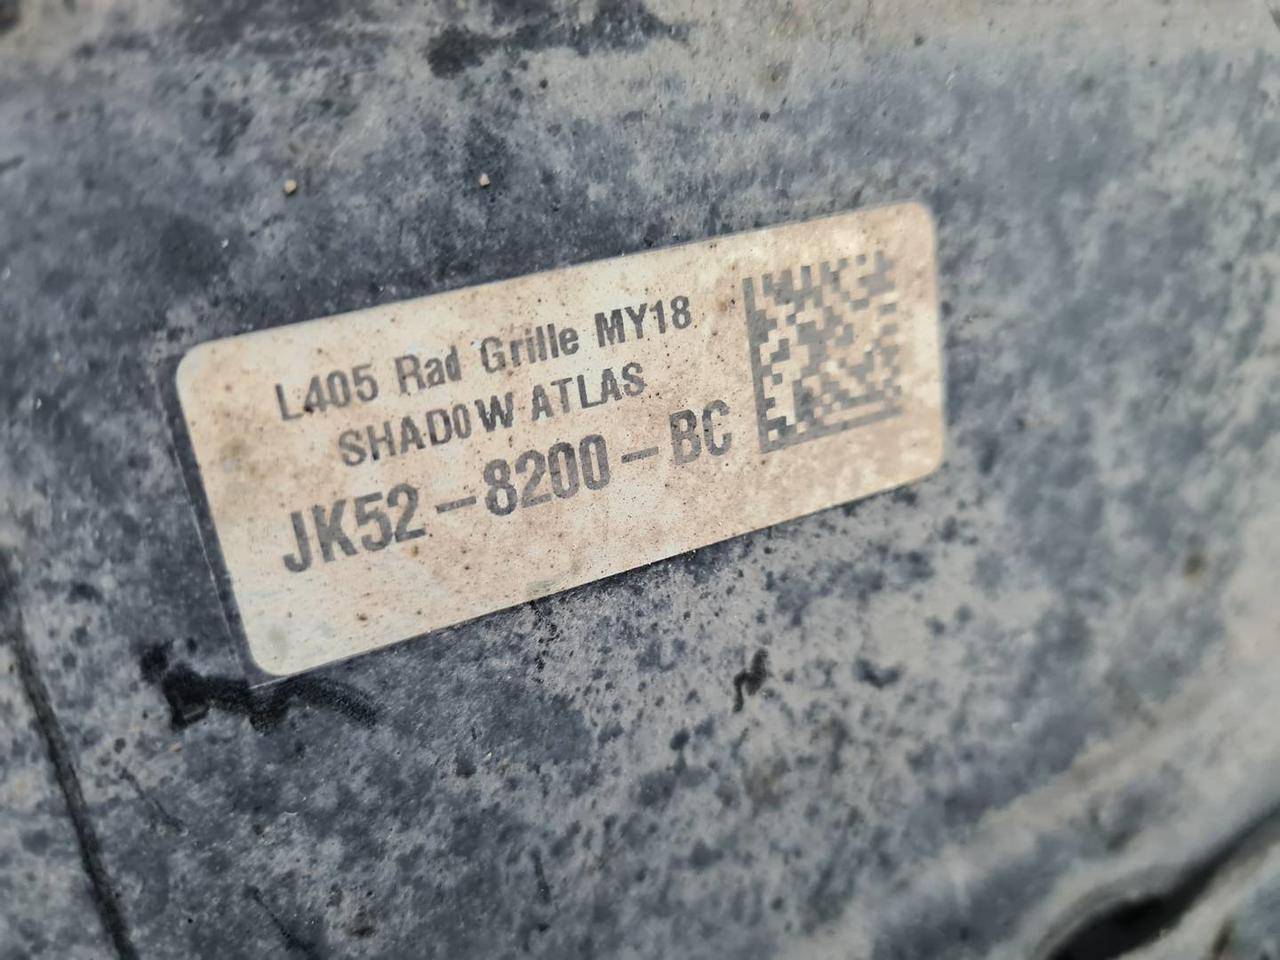 L405 Rad Grille MY18
SHADOW ATLAS
JK52-8200-BC